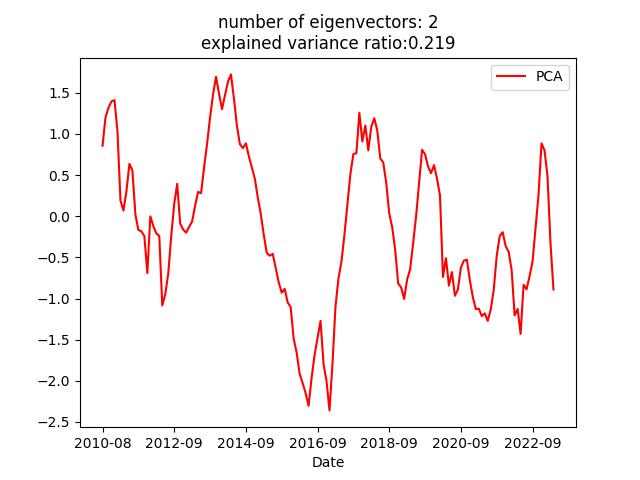 number of eigenvectors: 2
explained variance ratio:0.219
PCA
1.5
1.0
0.5
0.0
−0.5
−1.0
−1.5
−2.0
−2.5
2010-08 2012-09 2014-09 2016-09 2018-09 2020-09 2022-09
Date